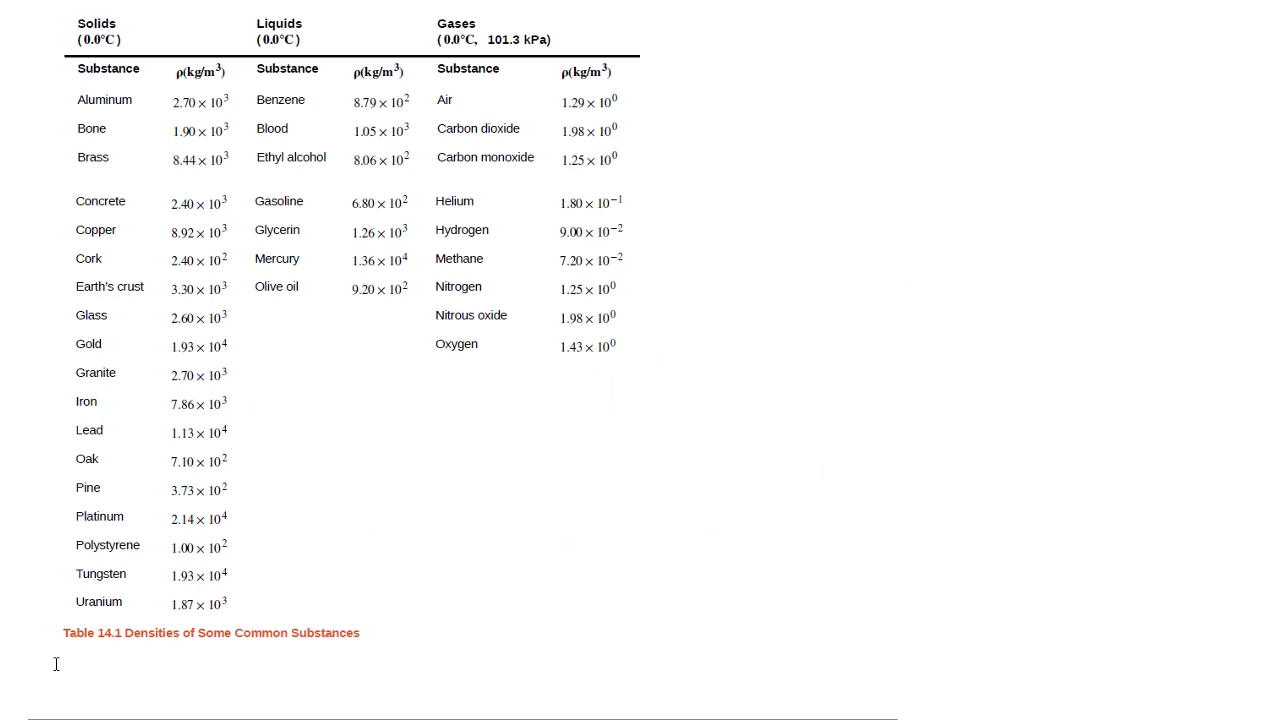 Solids Liquids Gases
(0.0°C) (0.0°C) (0.0°C, 101.3 kPa)
Substance ρ(kg/m³) Substance ρ(kg/m³) Substance ρ(kg/m³)
Aluminum 2.70 × 10³ Benzene 8.79 × 10² Air 1.29 × 10⁰
Bone 1.90 × 10³ Blood 1.05 × 10³ Carbon dioxide 1.98 × 10⁰
Brass 8.44 × 10³ Ethyl alcohol 8.06 × 10² Carbon monoxide 1.25 × 10⁰
Concrete 2.40 × 10³ Gasoline 6.80 × 10² Helium 1.80 × 10⁻¹
Copper 8.92 × 10³ Glycerin 1.26 × 10³ Hydrogen 9.00 × 10⁻²
Cork 2.40 × 10² Mercury 1.36 × 10⁴ Methane 7.20 × 10⁻²
Earth's crust 3.30 × 10³ Olive oil 9.20 × 10² Nitrogen 1.25 × 10⁰
Glass 2.60 × 10³ Nitrous oxide 1.98 × 10⁰
Gold 1.93 × 10⁴ Oxygen 1.43 × 10⁰
Granite 2.70 × 10³
Iron 7.86 × 10³
Lead 1.13 × 10⁴
Oak 7.10 × 10²
Pine 3.73 × 10²
Platinum 2.14 × 10⁴
Polystyrene 1.00 × 10²
Tungsten 1.93 × 10⁴
Uranium 1.87 × 10³
Table 14.1 Densities of Some Common Substances